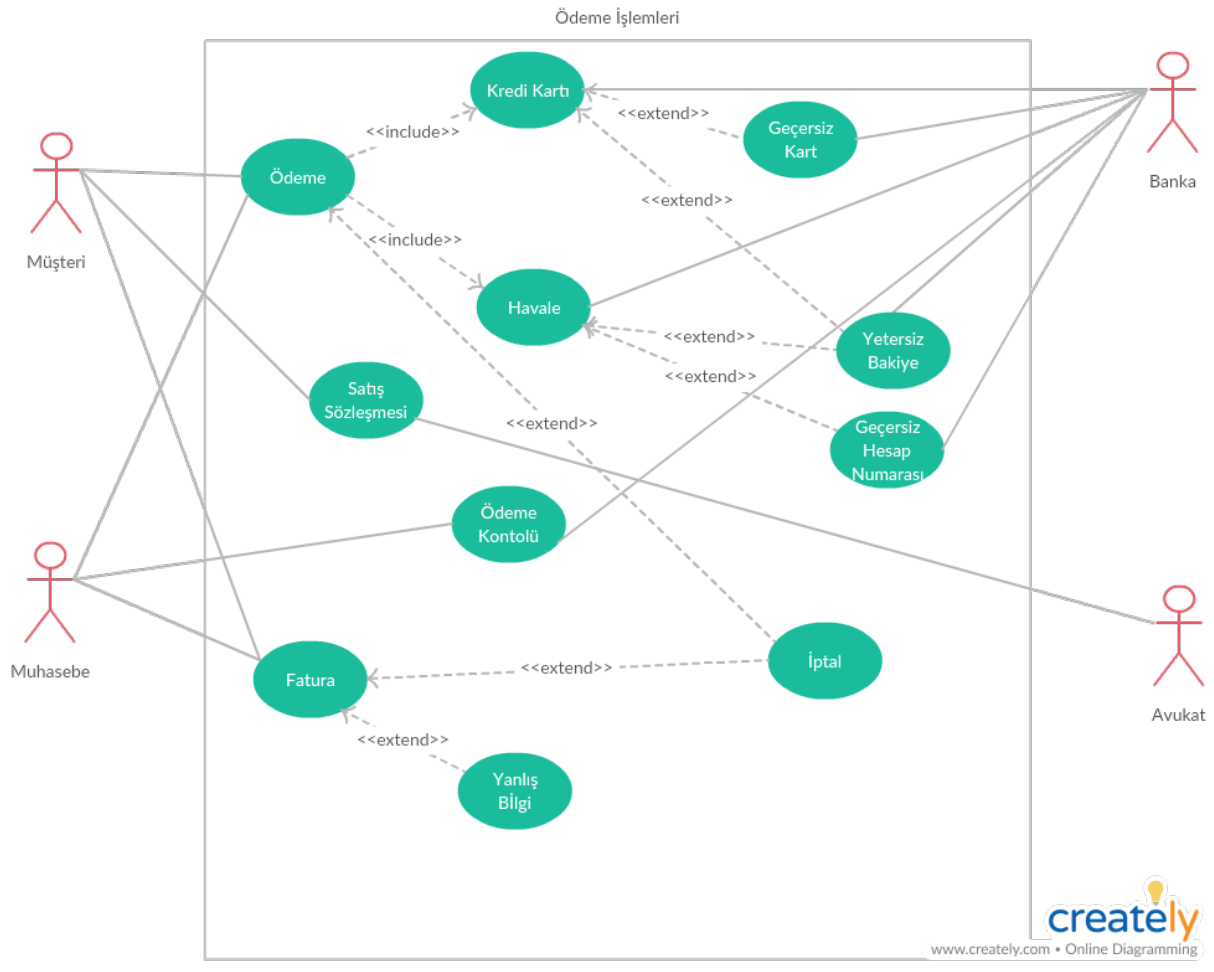 Ödeme İşlemleri
Kredi Kartı
<<extend>>
Geçersiz
Kart
Banka
<<include>>
Ödeme
Müşteri
<<extend>>
<<include>>
Havale
<<extend>>
Yetersiz
Bakiye
<<extend>>
Satış
Sözleşmesi
<<extend>>
Geçersiz
Hesap
Numarası
Ödeme
Kontolü
Muhasebe
Fatura
<<extend>>
İptal
Avukat
<<extend>>
Yanlış
Bİlgi
creately
www.creately.com • Online Diagramming